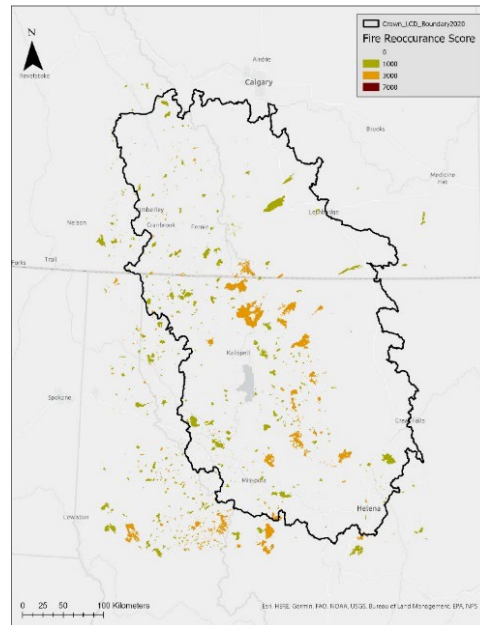 Crown_LCD_Boundary2020
Fire Reoccurance Score
0
1000
3000
7000
N
Revelstoke
Airdrie
Calgary
Brooks
Medicine
Hat
Kimberley
Cranbrook
Fernie
Lethbridge
Nelson
Trail
Forks
Kalispell
Spokane
Great Falls
Missoula
Lewiston
Helena
0 25 50 100 Kilometers
Esri, HERE, Garmin, FAO, NOAA, USGS, Bureau of Land Management, EPA, NPS